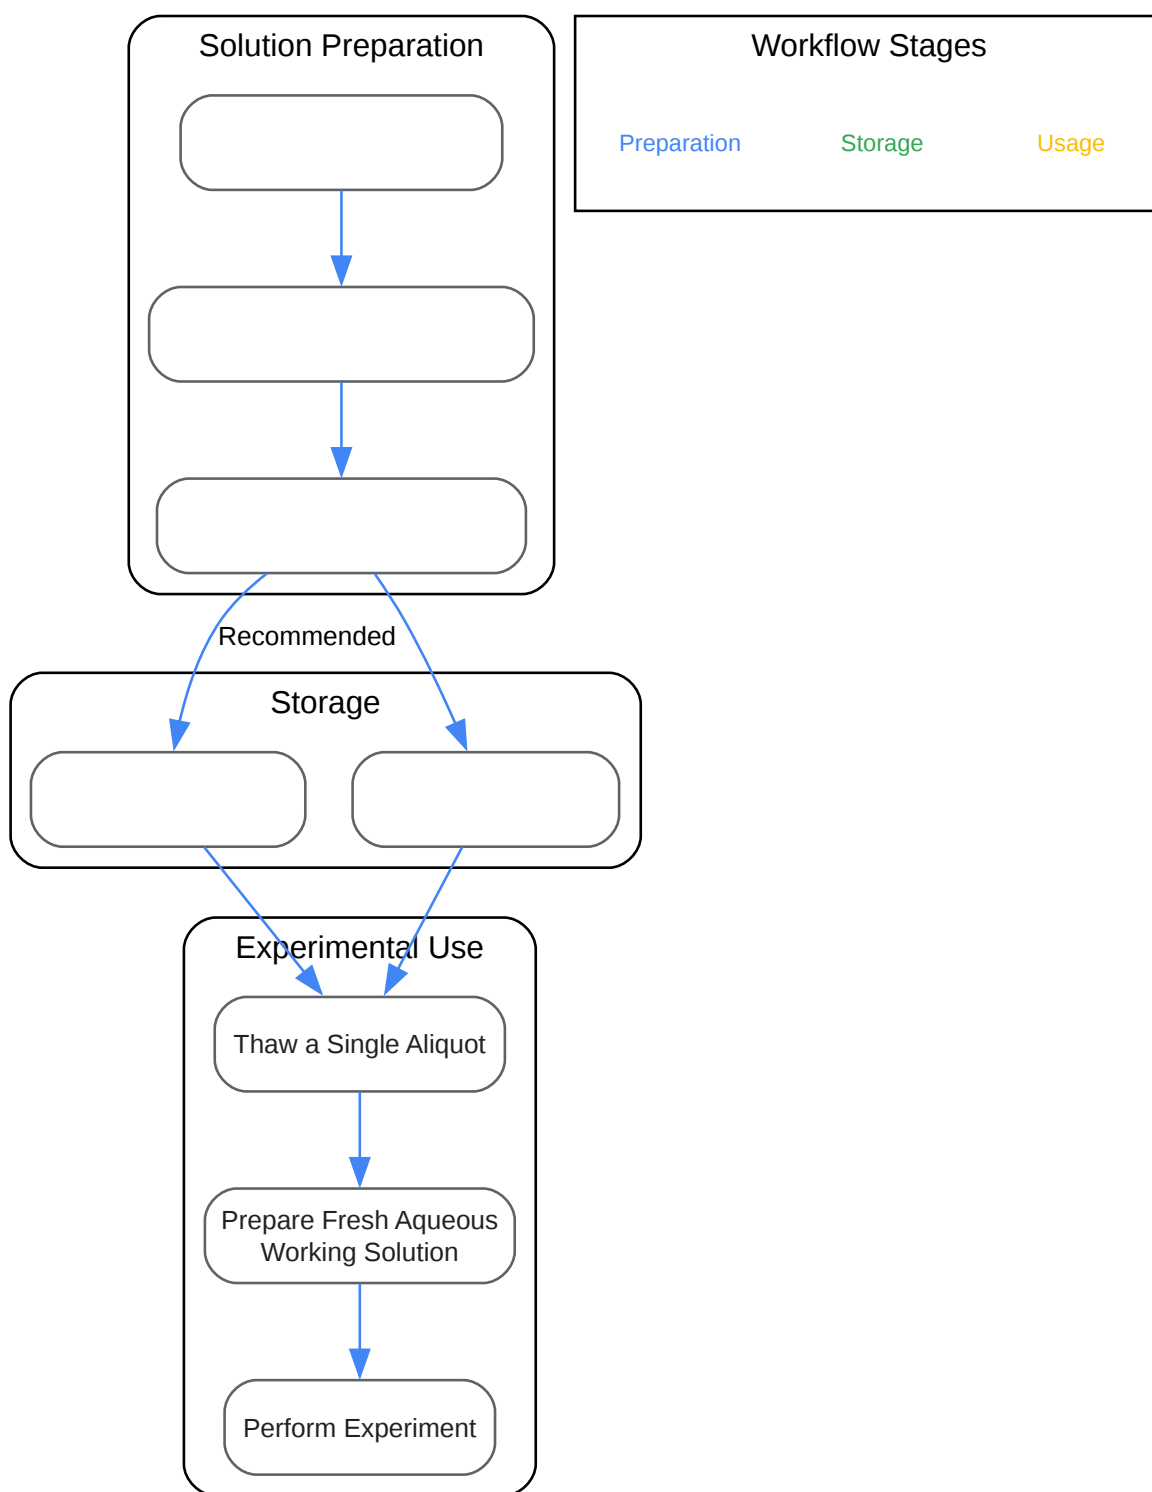 Solution Preparation
Workflow Stages
Preparation
Storage
Usage
Recommended
Storage
Experimental Use
Thaw a Single Aliquot
Prepare Fresh Aqueous
Working Solution
Perform Experiment